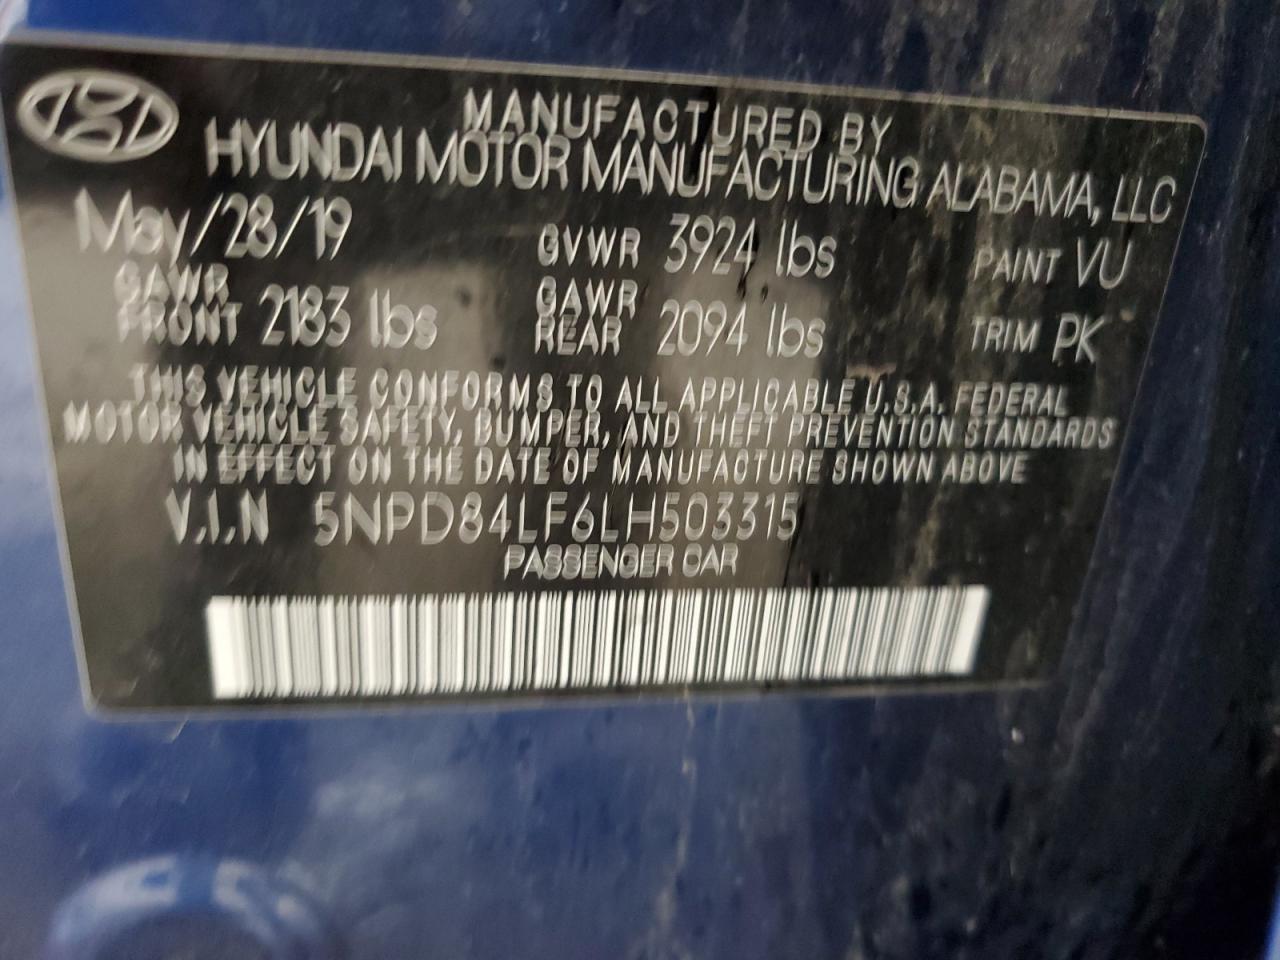 MANUFACTURED BY
HYUNDAI MOTOR MANUFACTURING ALABAMA, LLC
May/28/19 GVWR 3924 lbs PAINT VU
GAWR FRONT 2183 lbs GAWR REAR 2094 lbs TRIM PK
THIS VEHICLE CONFORMS TO ALL APPLICABLE U.S.A. FEDERAL
MOTOR VEHICLE SAFETY, BUMPER, AND THEFT PREVENTION STANDARDS
IN EFFECT ON THE DATE OF MANUFACTURE SHOWN ABOVE
V.I.N 5NPD84LF6LH503315
PASSENGER CAR